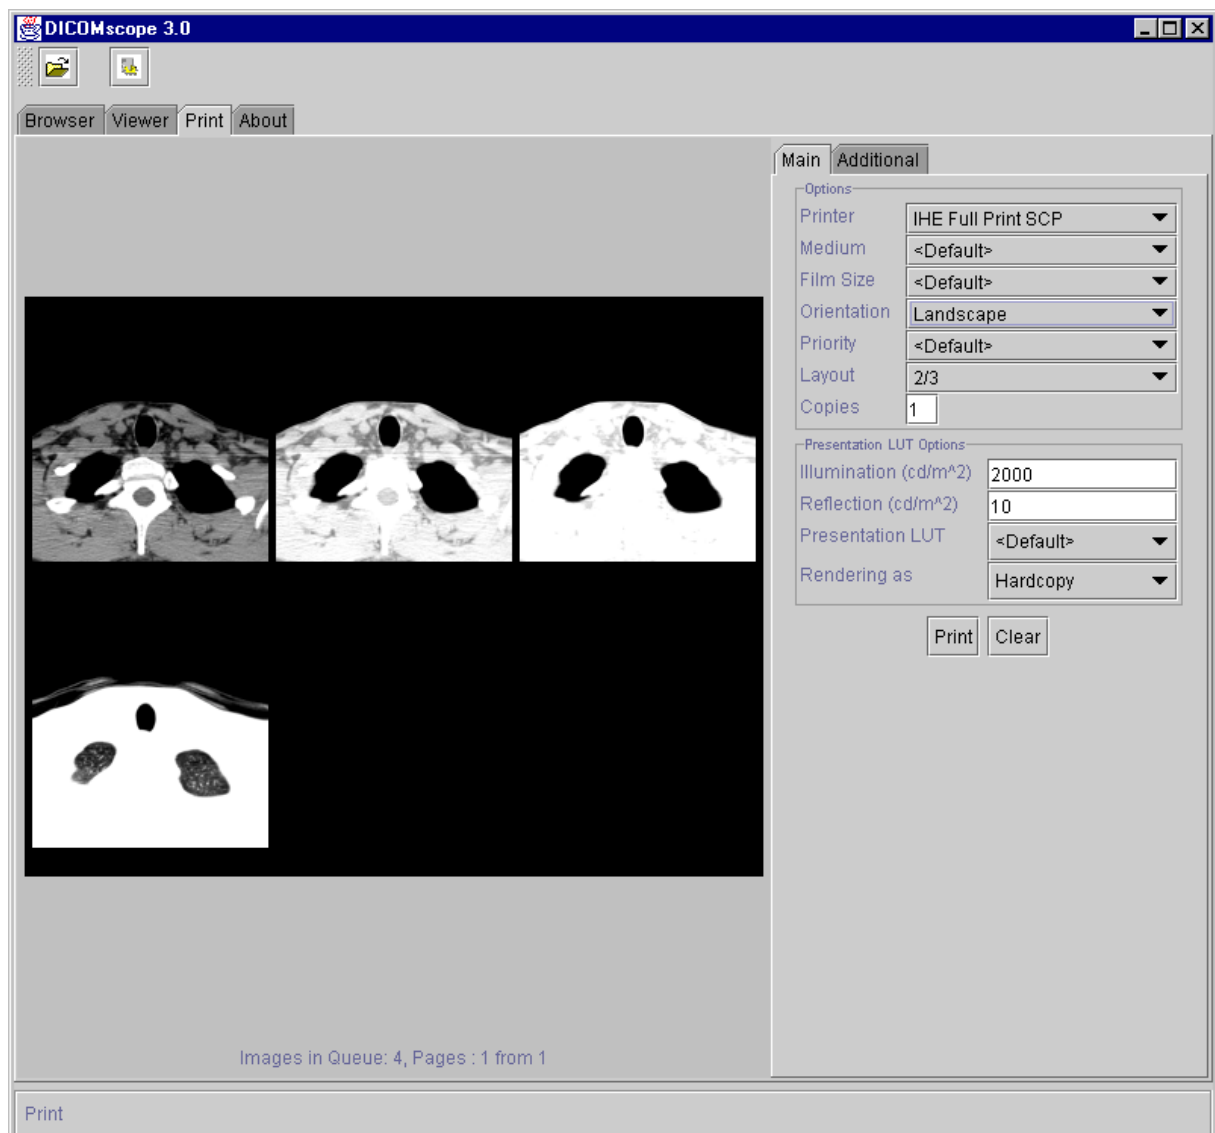 DICOMscope 3.0
Browser Viewer Print About
Main Additional
Options
Printer IHE Full Print SCP
Medium <Default>
Film Size <Default>
Orientation Landscape
Priority <Default>
Layout 2/3
Copies 1
Presentation LUT Options
Illumination (cd/m^2) 2000
Reflection (cd/m^2) 10
Presentation LUT <Default>
Rendering as Hardcopy
Print Clear
Images in Queue: 4, Pages : 1 from 1
Print